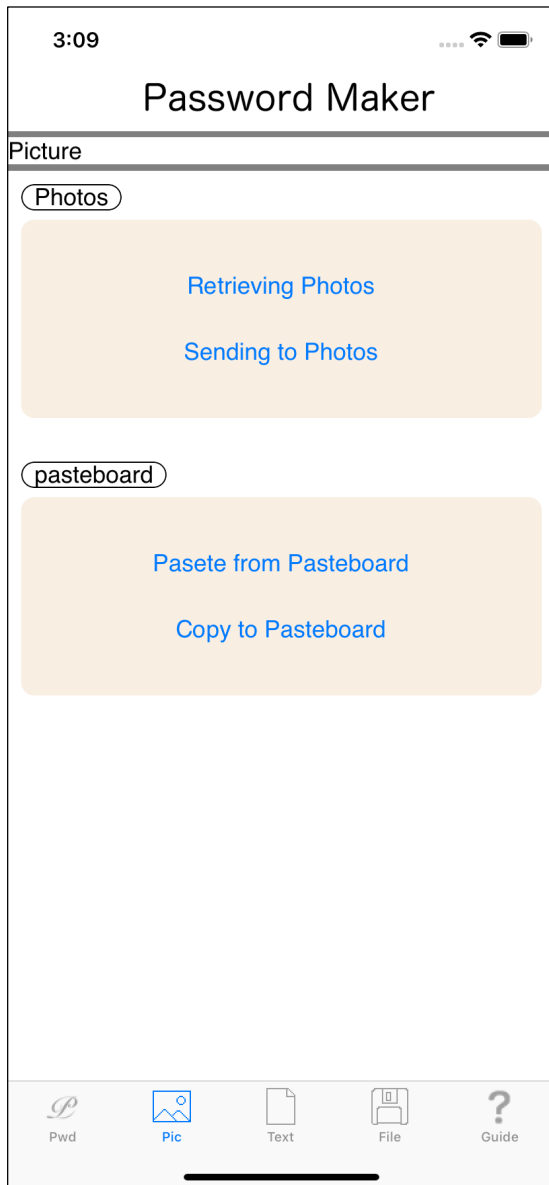 3:09
Password Maker
Picture
Photos
Retrieving Photos
Sending to Photos
pasteboard
Pasete from Pasteboard
Copy to Pasteboard
Pwd Pic Text File Guide